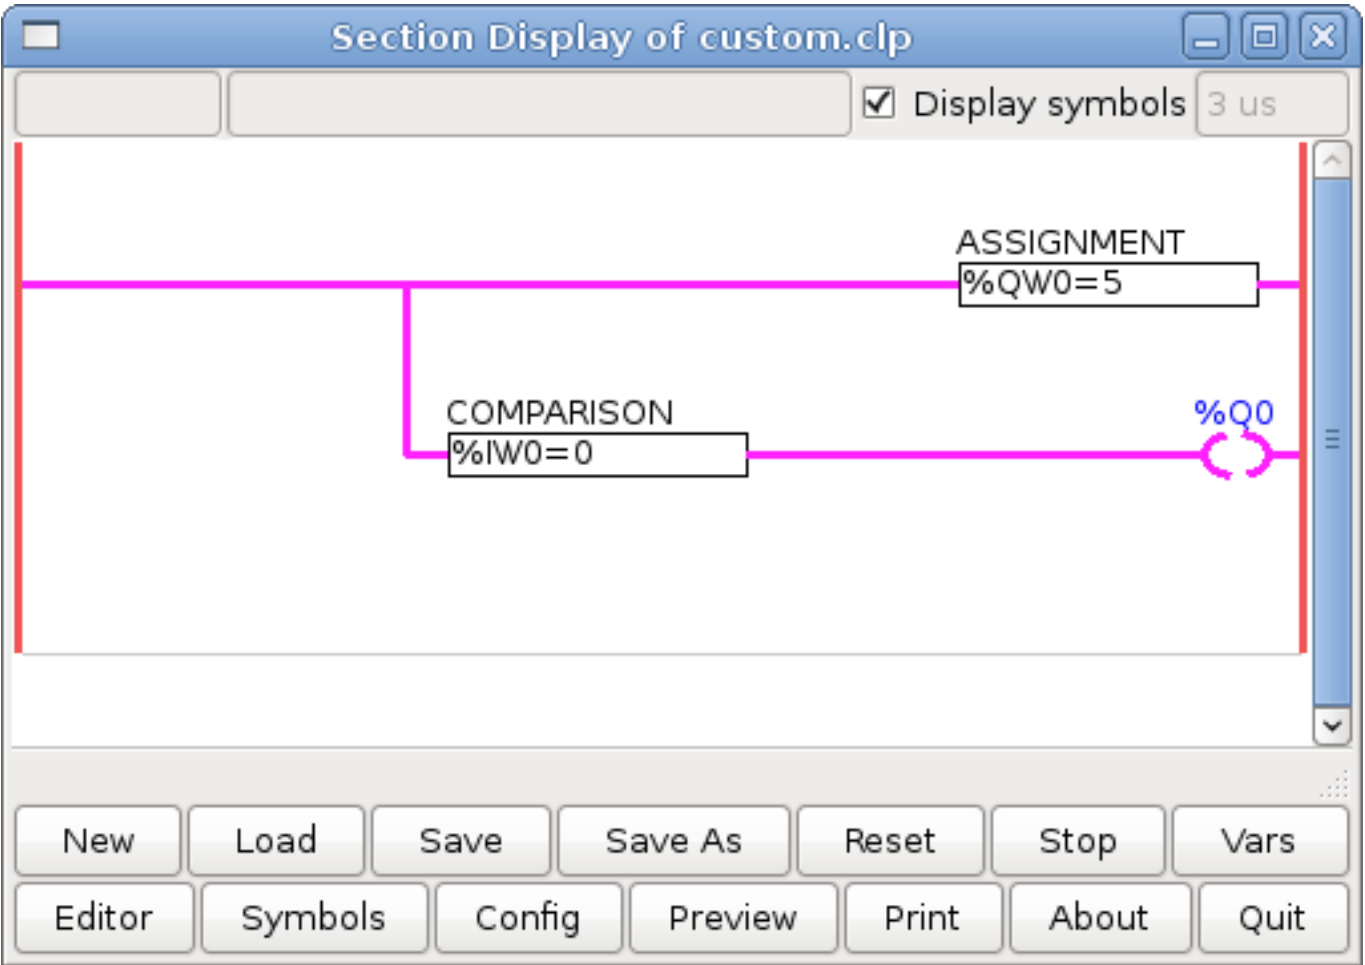 Section Display of custom.clp
Display symbols 3 us
ASSIGNMENT
%QW0=5
COMPARISON %Q0
%IW0=0
New Load Save Save As Reset Stop Vars
Editor Symbols Config Preview Print About Quit